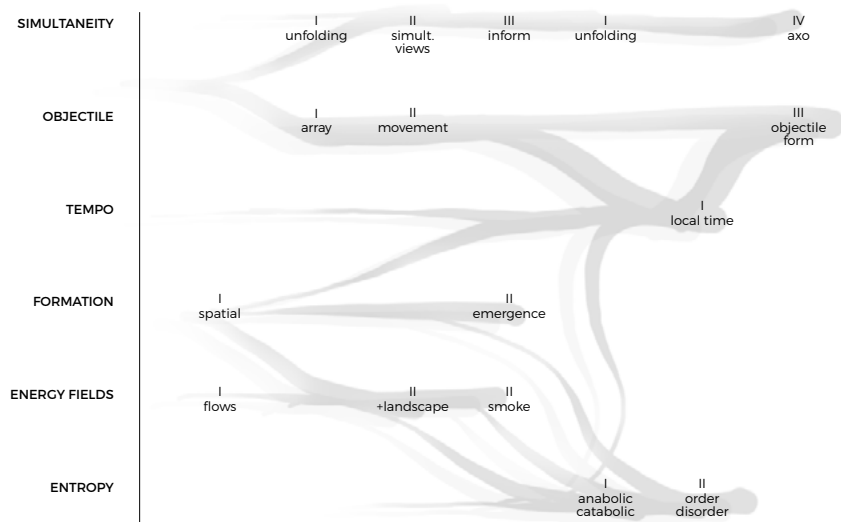 SIMULTANEITY
I II III I IV
unfolding simult. inform unfolding axo
views
OBJECTILE
I II III
array movement objectile
form
TEMPO
I
local time
FORMATION
I II
spatial emergence
ENERGY FIELDS
I II II
flows +landscape smoke
ENTROPY
I II
anabolic order
catabolic disorder